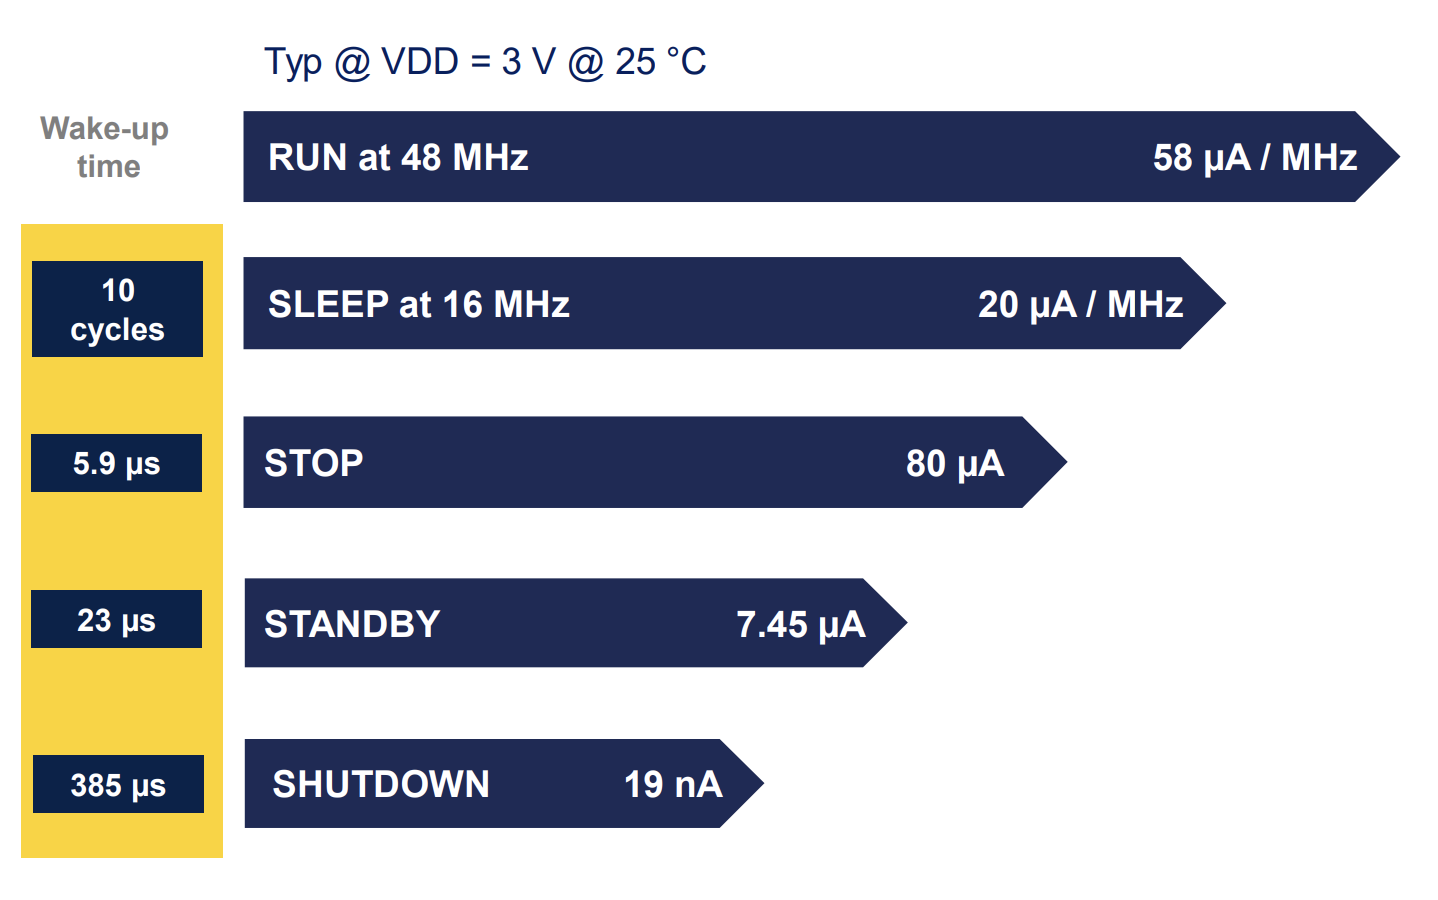 Typ @ VDD = 3 V @ 25 °C
Wake-up
time
RUN at 48 MHz 58 µA / MHz
10
cycles
SLEEP at 16 MHz 20 µA / MHz
5.9 µs
STOP 80 µA
23 µs
STANDBY 7.45 µA
385 µs
SHUTDOWN 19 nA